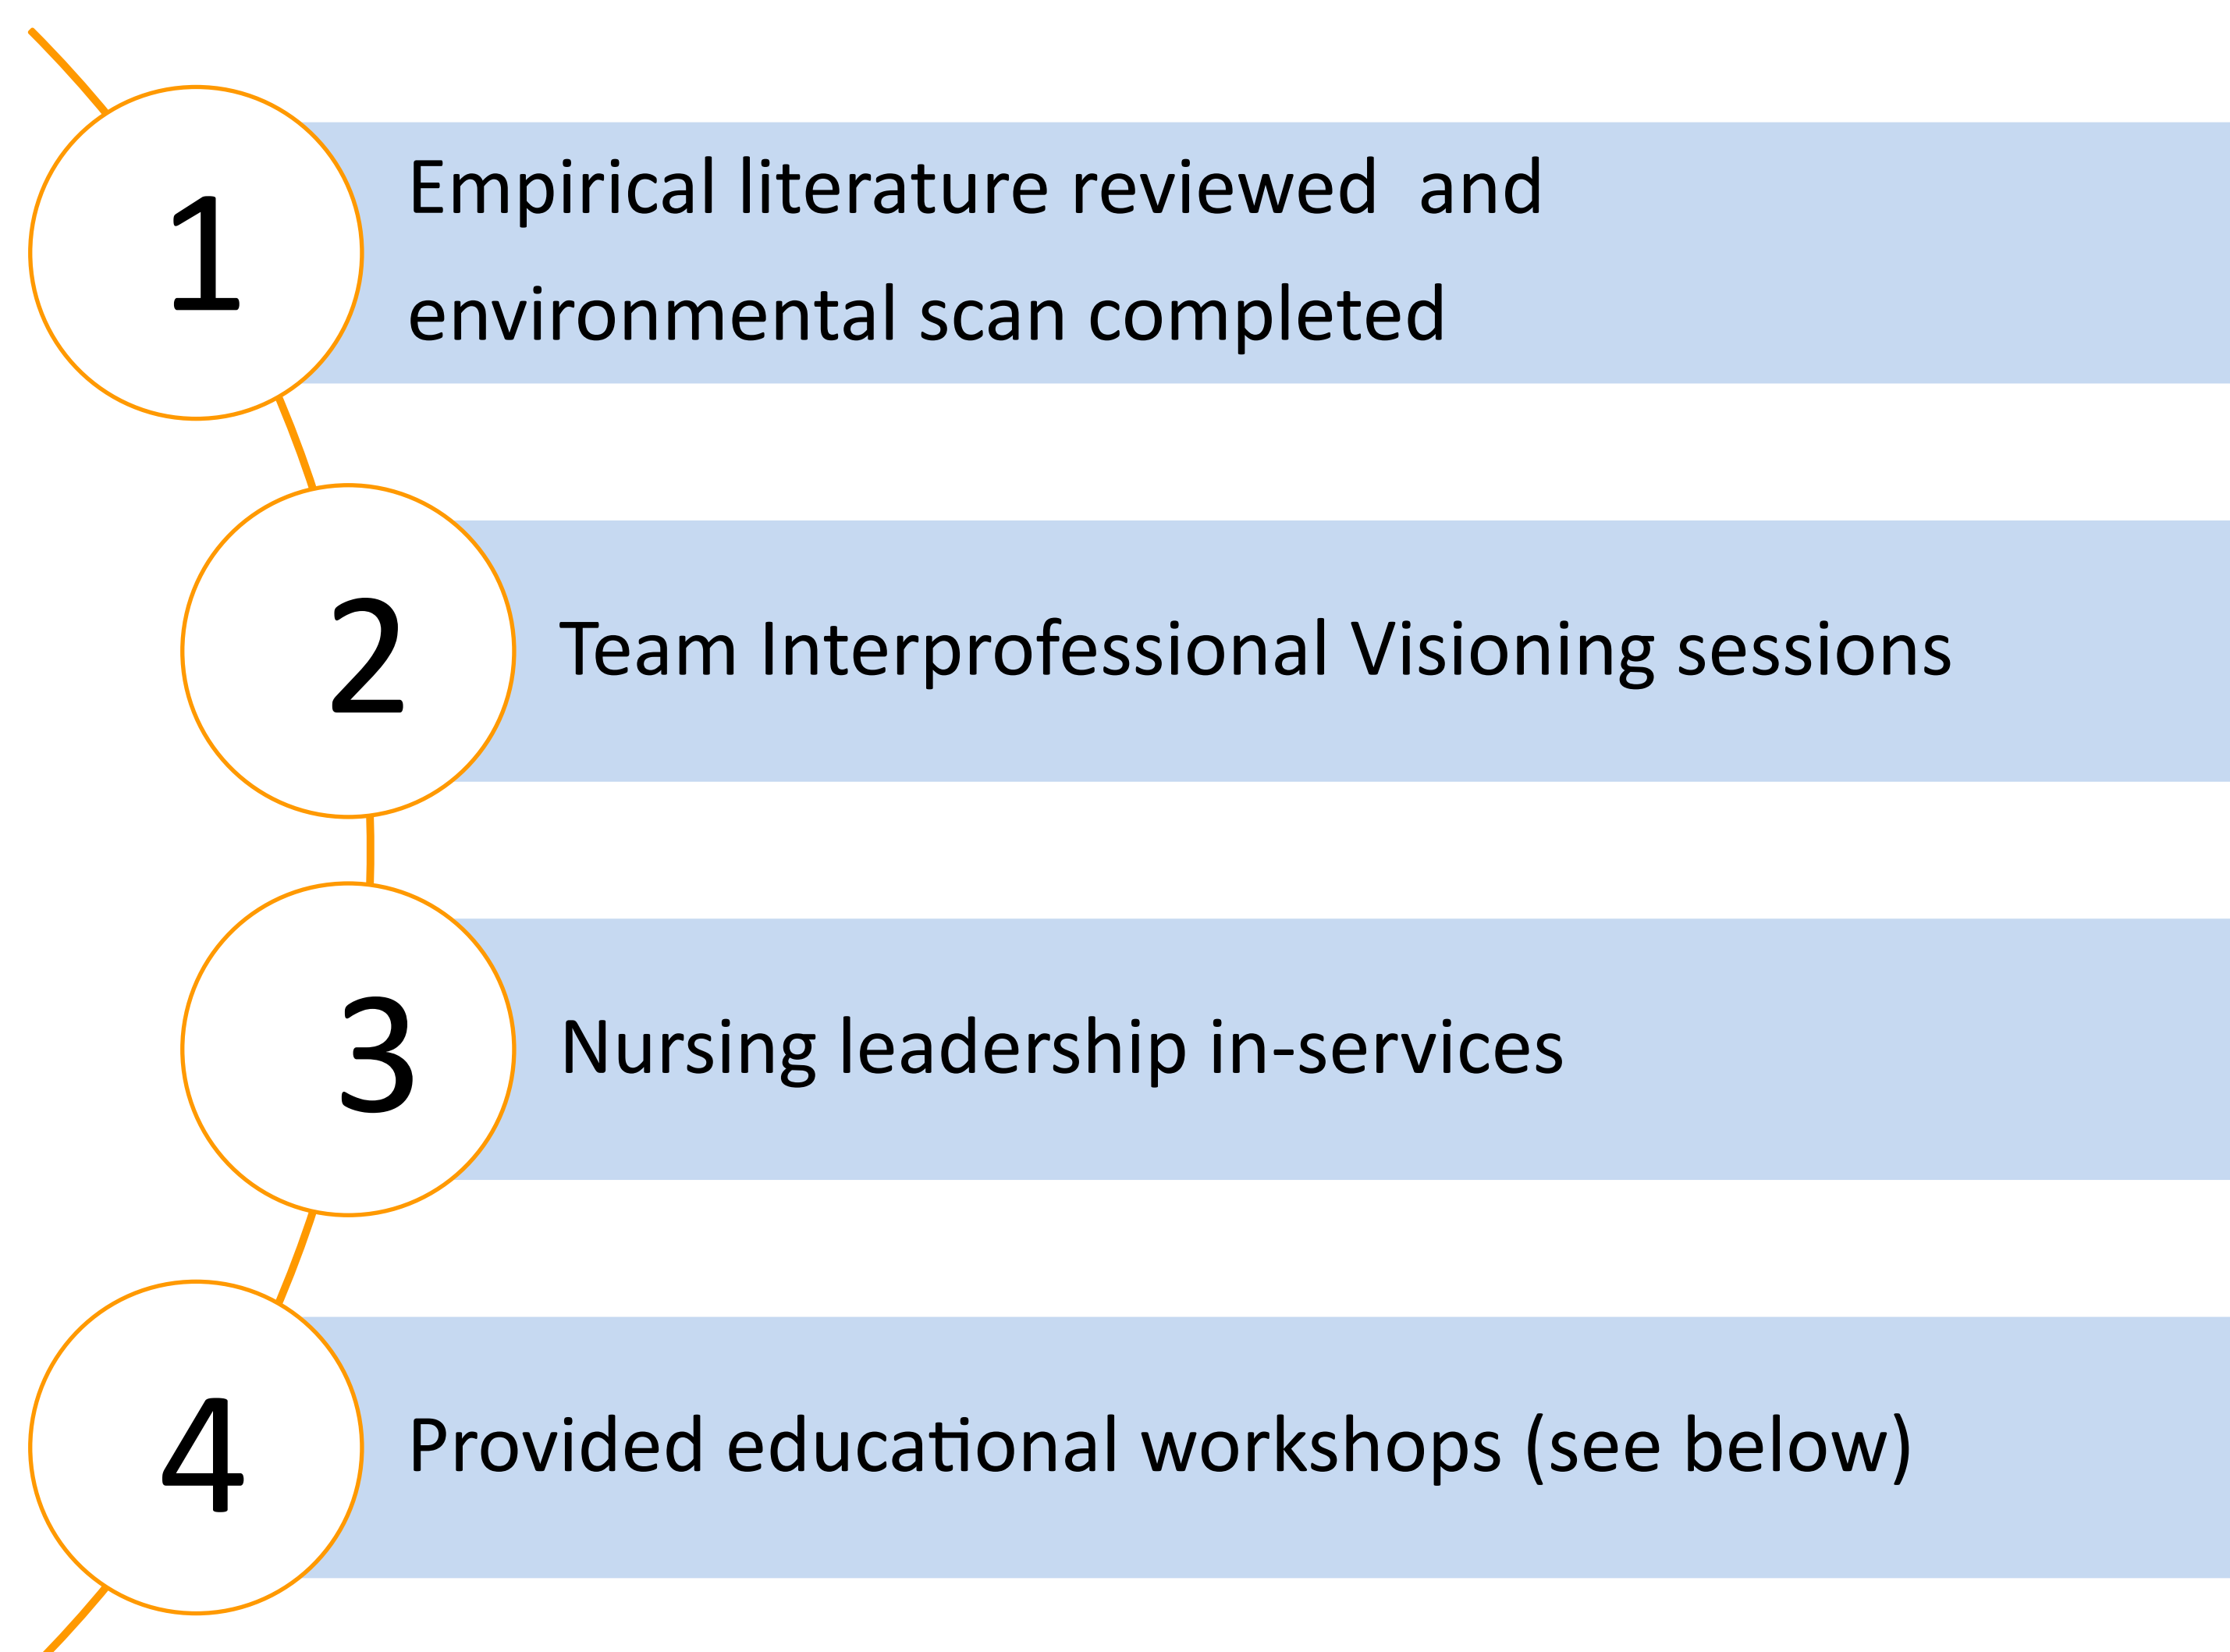 1
Empirical literature reviewed  and
environmental scan completed
2
Team Interprofessional Visioning sessions
3
Nursing leadership in-services
4
Provided educational workshops (see below)